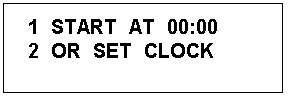 1 START AT 00:00
2 OR SET CLOCK